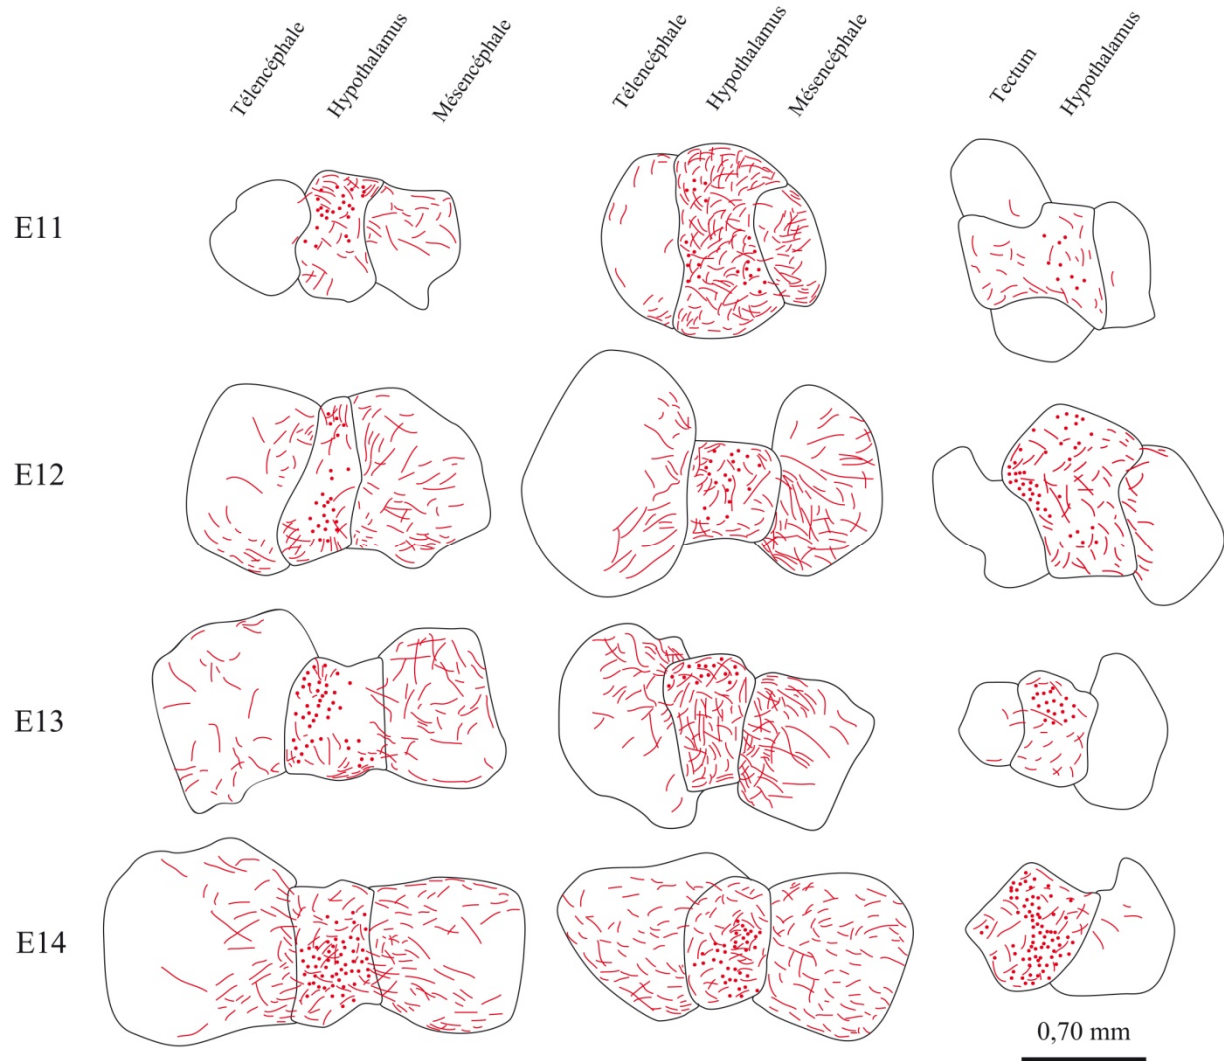 Télencéphale
Hypothalamus
Mésencéphale
Télencéphale
Hypothalamus
Mésencéphale
Tectum
Hypothalamus
E11
E12
E13
E14
0,70 mm